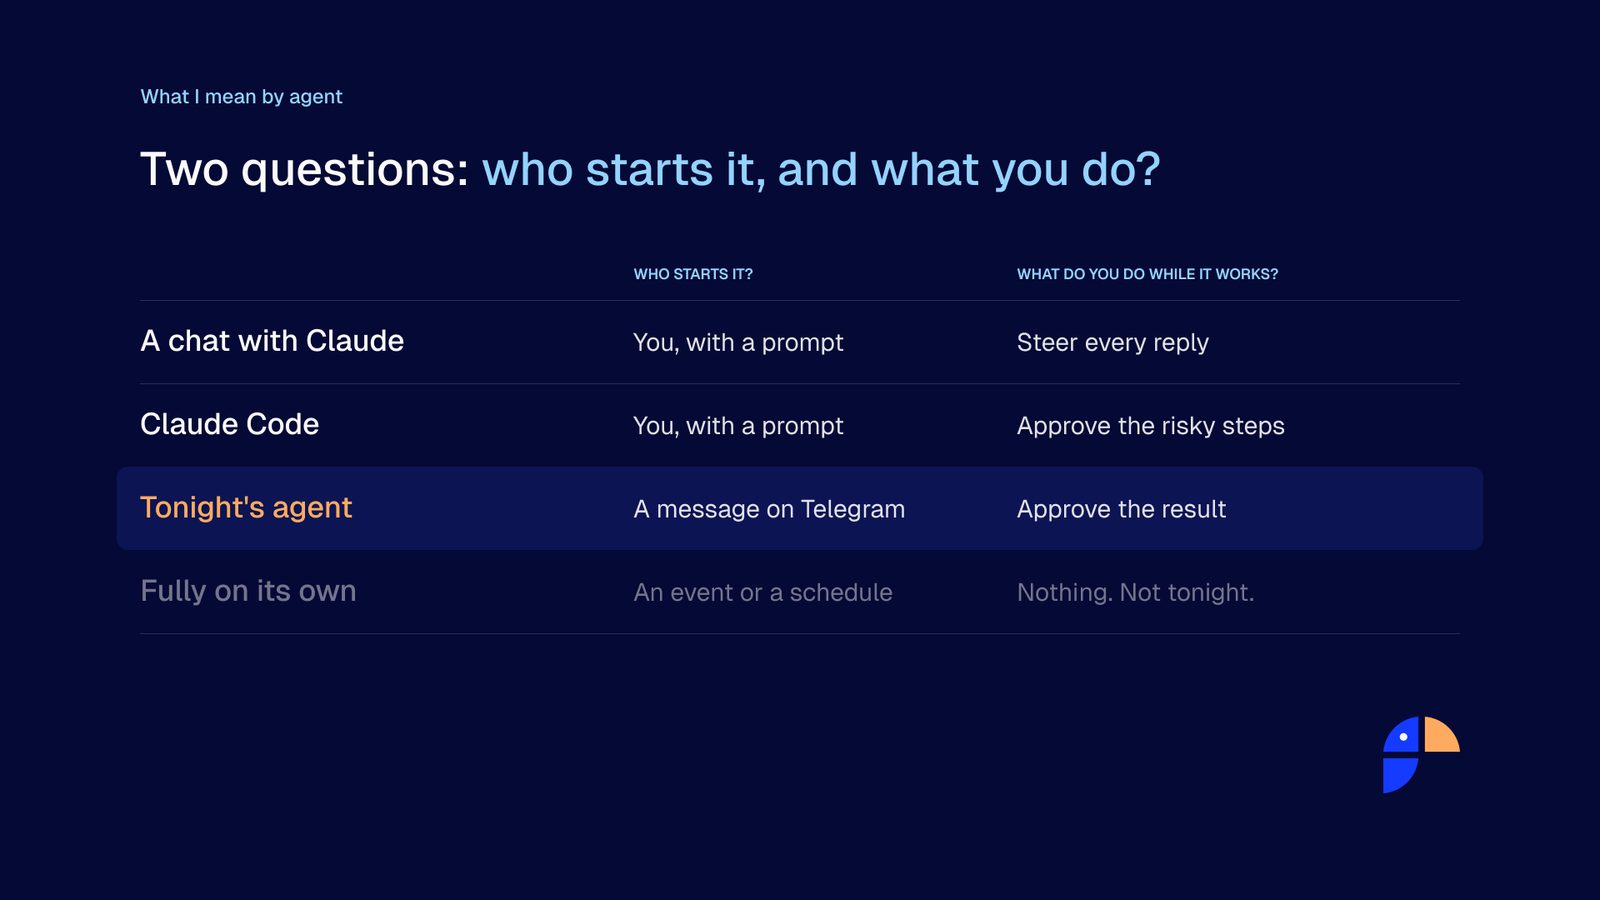 What I mean by agent
Two questions: who starts it, and what you do?
WHO STARTS IT? WHAT DO YOU DO WHILE IT WORKS?
A chat with Claude You, with a prompt Steer every reply
Claude Code You, with a prompt Approve the risky steps
Tonight's agent A message on Telegram Approve the result
Fully on its own An event or a schedule Nothing. Not tonight.